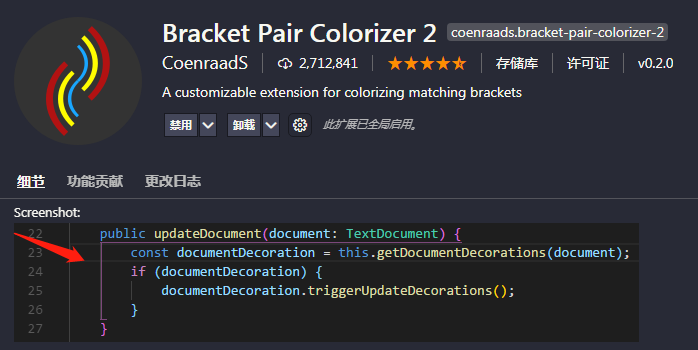 Bracket Pair Colorizer 2 coenraads.bracket-pair-colorizer-2
CoenraadS 2,712,841 存储库 许可证 v0.2.0
A customizable extension for colorizing matching brackets
禁用 卸载 此扩展已全局启用。
细节 功能贡献 更改日志
Screenshot:
22 public updateDocument(document: TextDocument) {
23 const documentDecoration = this.getDocumentDecorations(document);
24 if (documentDecoration) {
25 documentDecoration.triggerUpdateDecorations();
26 }
27 }